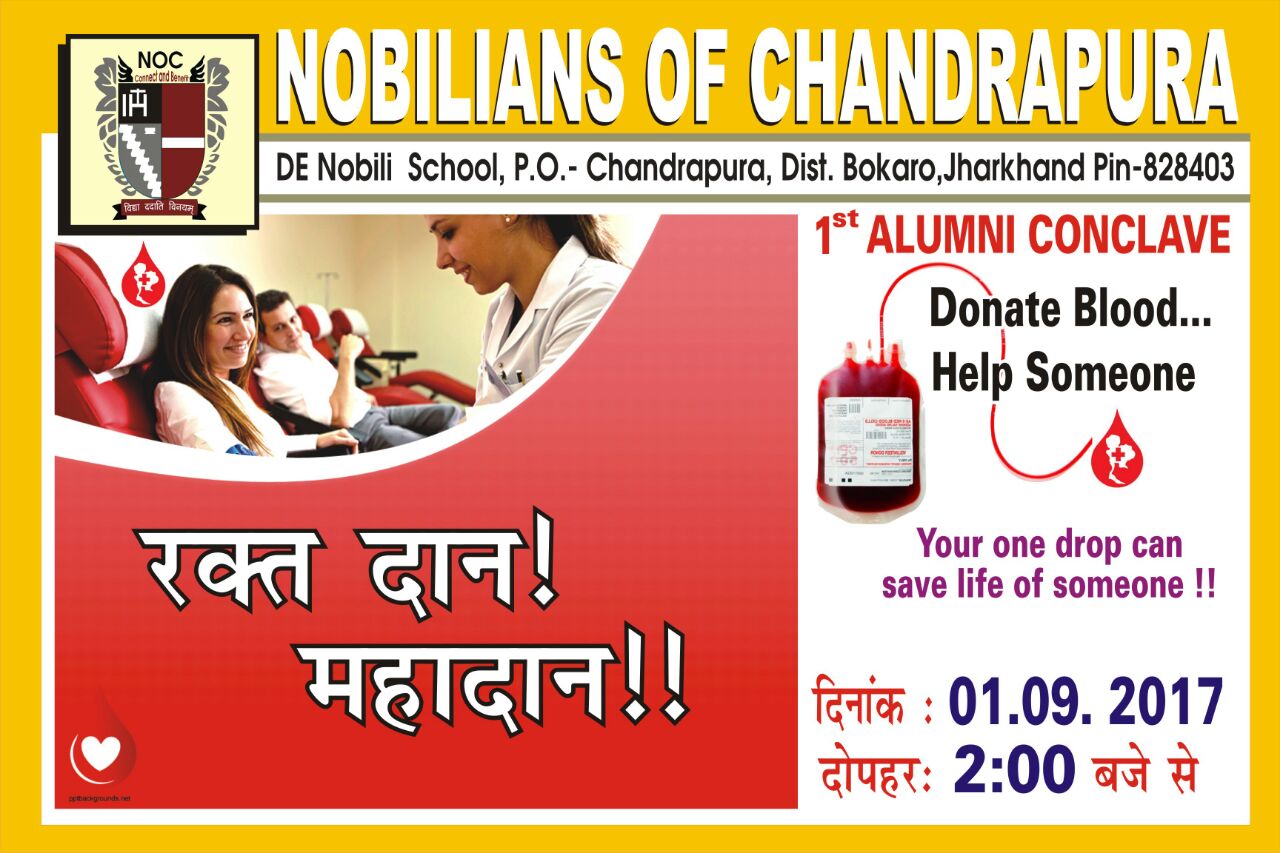 NOC
Connect and Benefit
विद्या ददाति विनयम्
NOBILIANS OF CHANDRAPURA
DE Nobili School, P.O.- Chandrapura, Dist. Bokaro,Jharkhand Pin-828403
1st ALUMNI CONCLAVE
Donate Blood...
Help Someone
Your one drop can
save life of someone !!
रक्त दान!
महादान!!
दिनांक : 01.09. 2017
दोपहर: 2:00 बजे से
pptbackgrounds.net